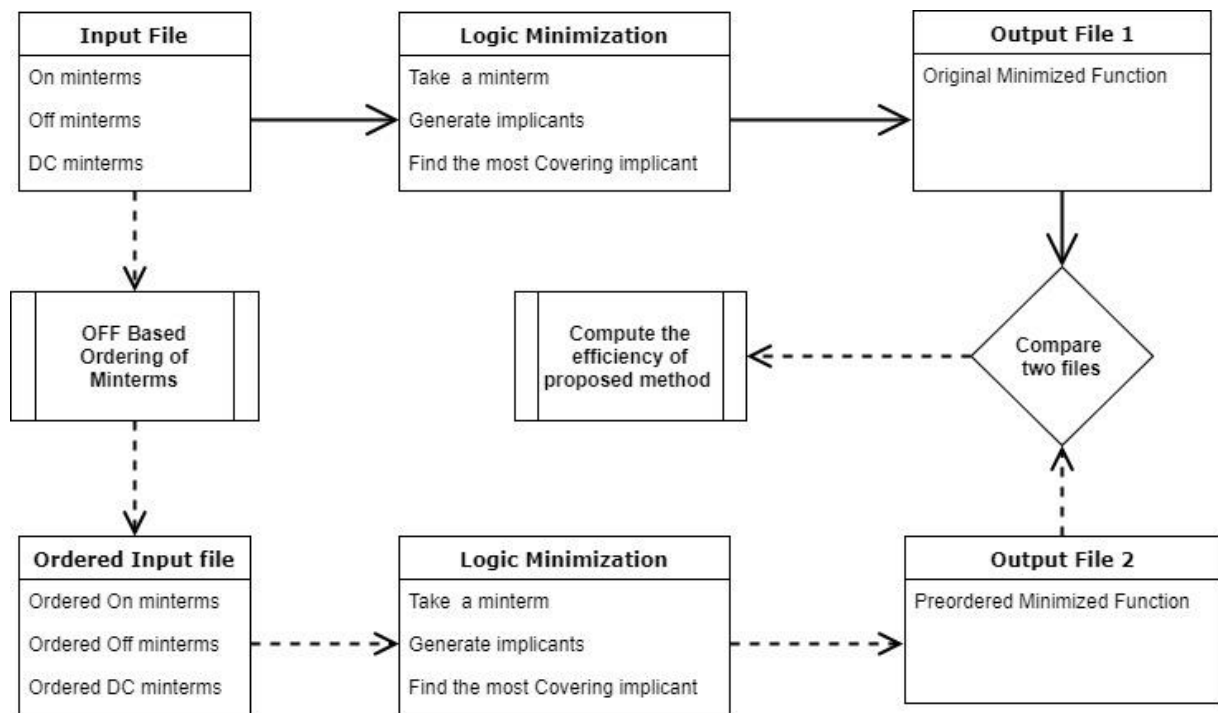 Input File
On minterms
Off minterms
DC minterms
Logic Minimization
Take a minterm
Generate implicants
Find the most Covering implicant
Output File 1
Original Minimized Function
OFF Based
Ordering of
Minterms
Compute the
efficiency of
proposed method
Compare
two files
Ordered Input file
Ordered On minterms
Ordered Off minterms
Ordered DC minterms
Logic Minimization
Take a minterm
Generate implicants
Find the most Covering implicant
Output File 2
Preordered Minimized Function